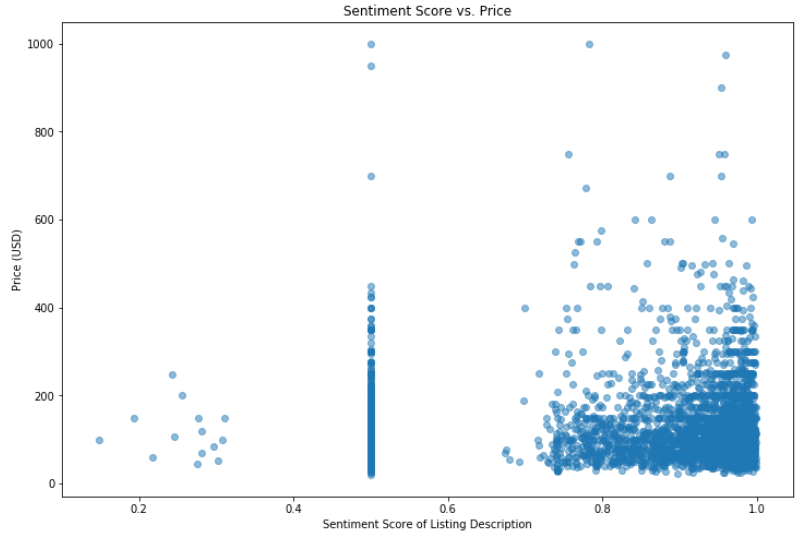 Sentiment Score vs. Price
1000
800
600
400
200
0
Price (USD)
0.2 0.4 0.6 0.8 1.0
Sentiment Score of Listing Description